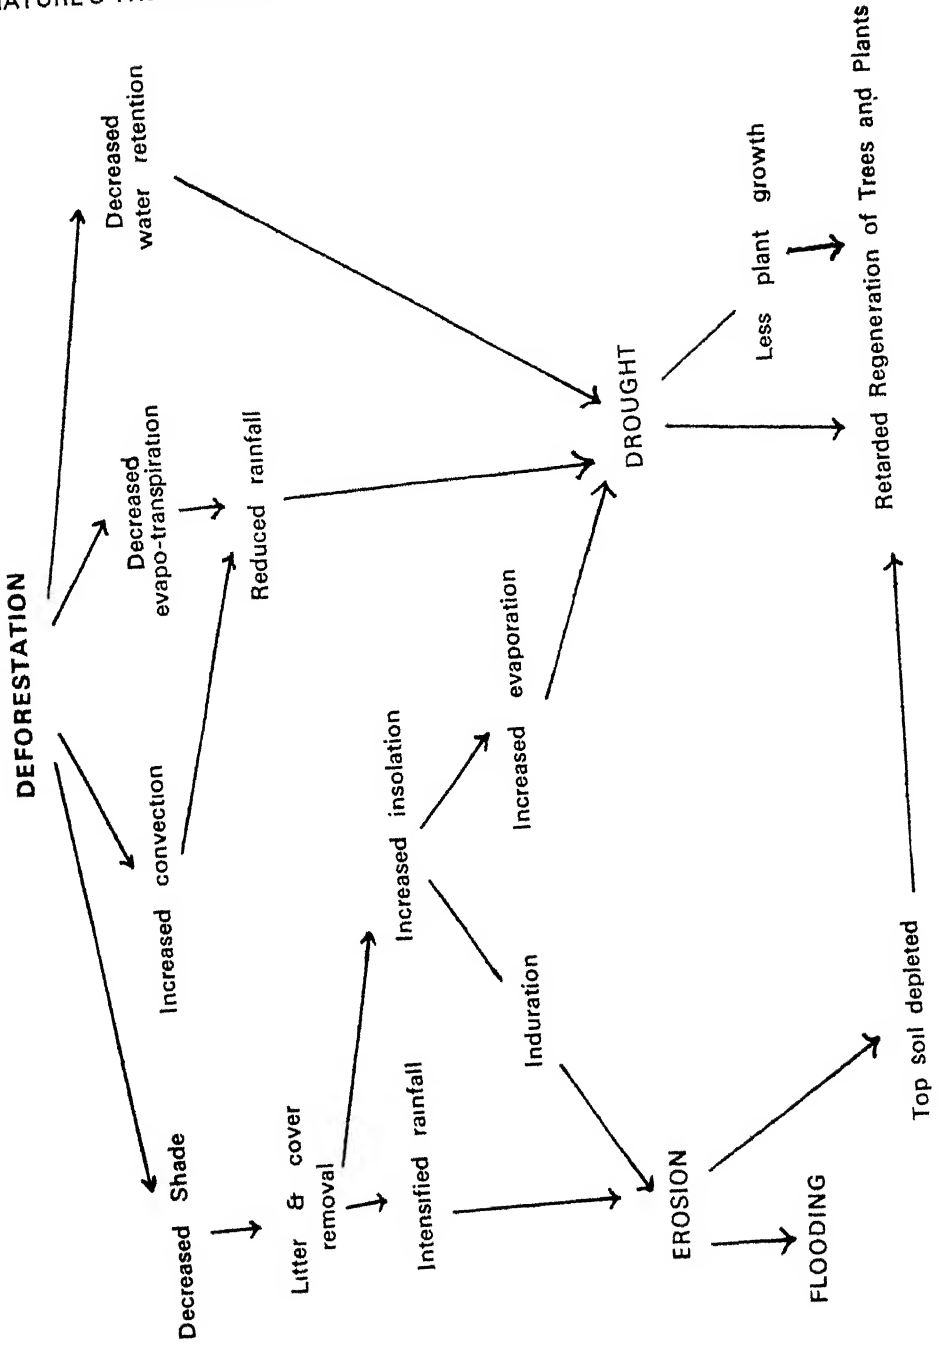 DEFORESTATION
Decreased Shade
Increased convection
Decreased
evapo-transpiration
Decreased
water retention
Litter & cover
removal
Reduced rainfall
Intensified rainfall
Increased insolation
Induration
Increased evaporation
EROSION
DROUGHT
FLOODING
Less plant growth
Top soil depleted
Retarded Regeneration of Trees and Plants